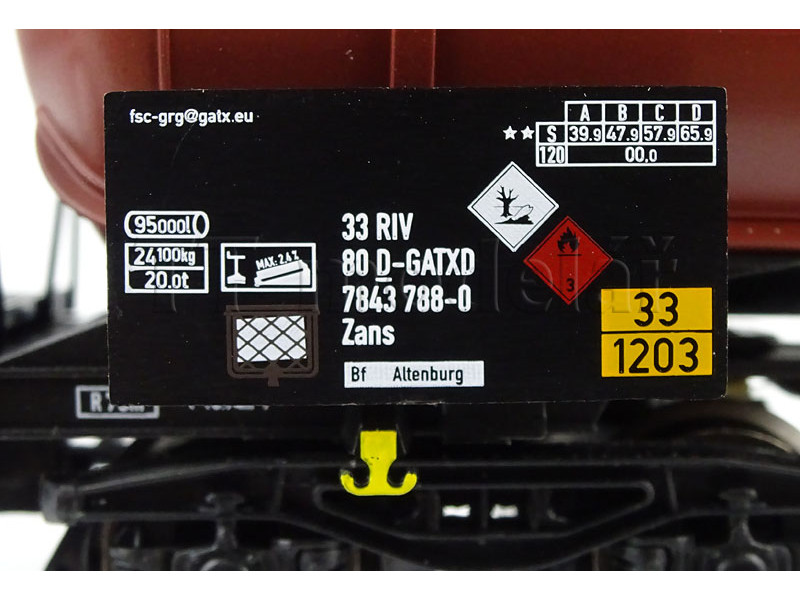 fsc-grg@gatx.eu
A B C D
★★ S 39.9 47.9 57.9 65.9
120 00,0
95000l
33 RIV
24100kg
20.0t
MAX: 2,4%
80 D-GATXD
7843 788-0
Zans
3
33
1203
Bf Altenburg